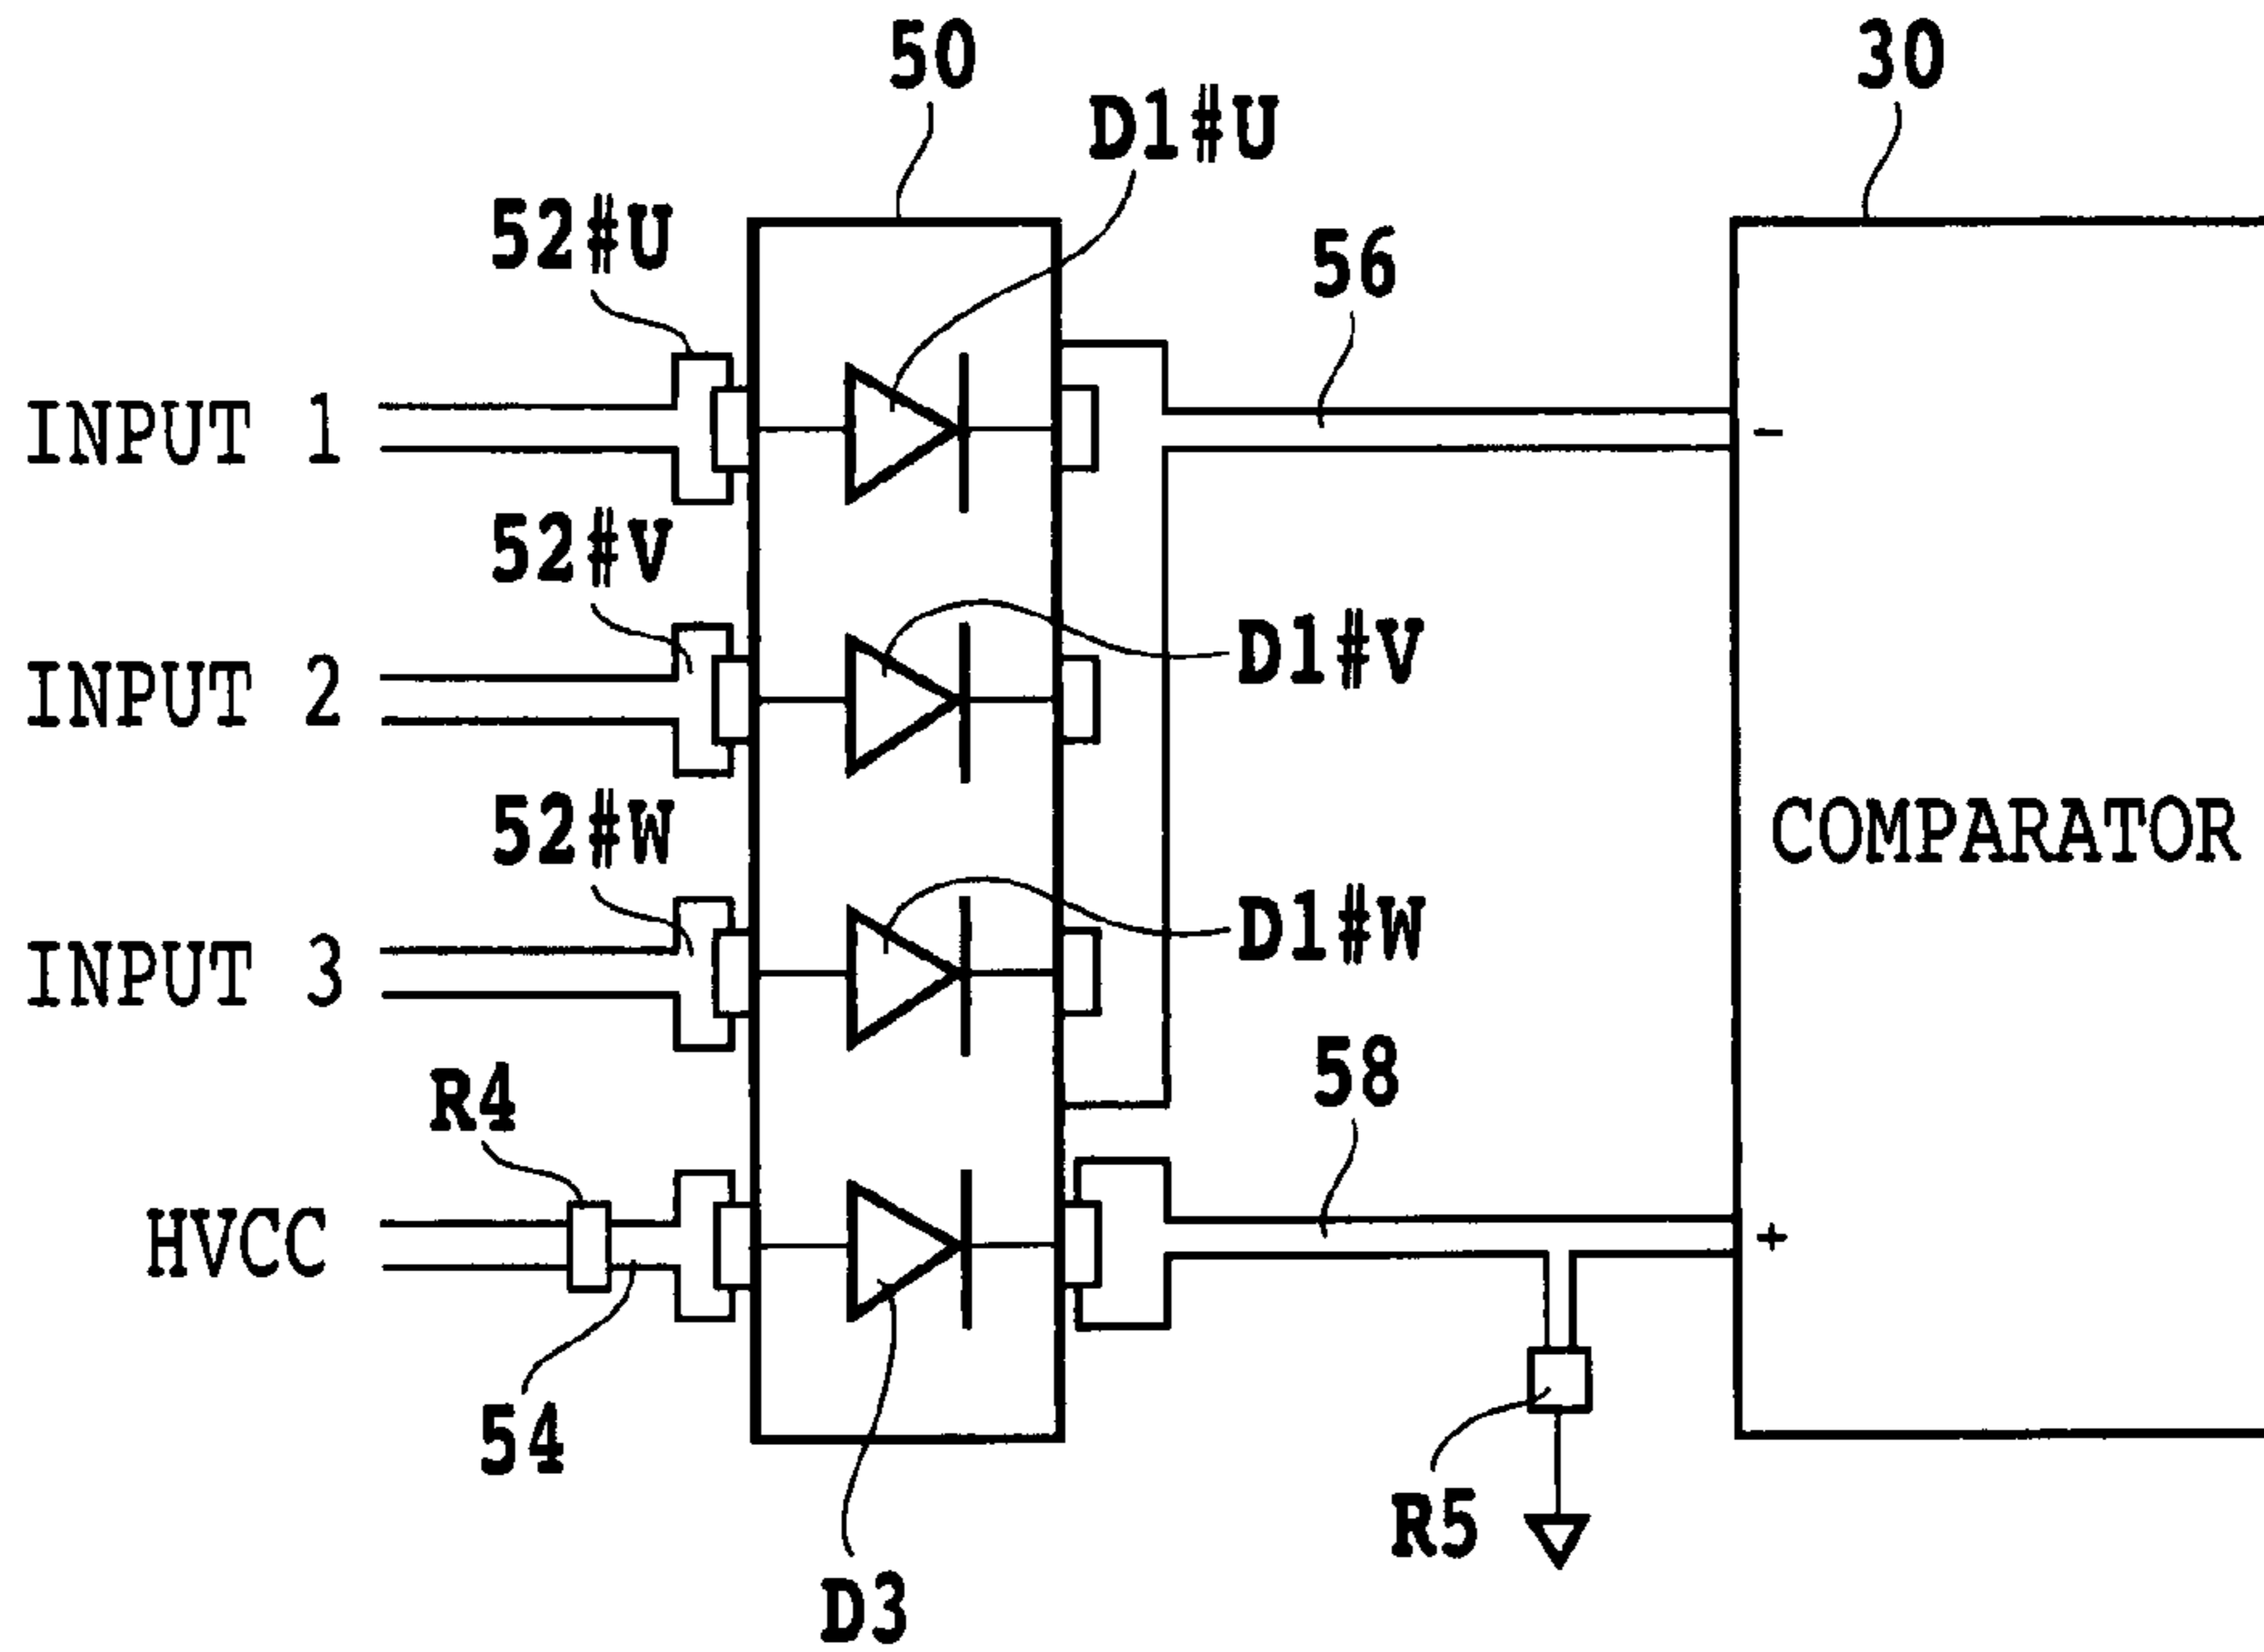 50
30
D1#U
52#U
56
INPUT 1
-
52#V
INPUT 2
D1#V
52#W
COMPARATOR
INPUT 3
D1#W
R4
58
HVCC
+
54
R5
D3